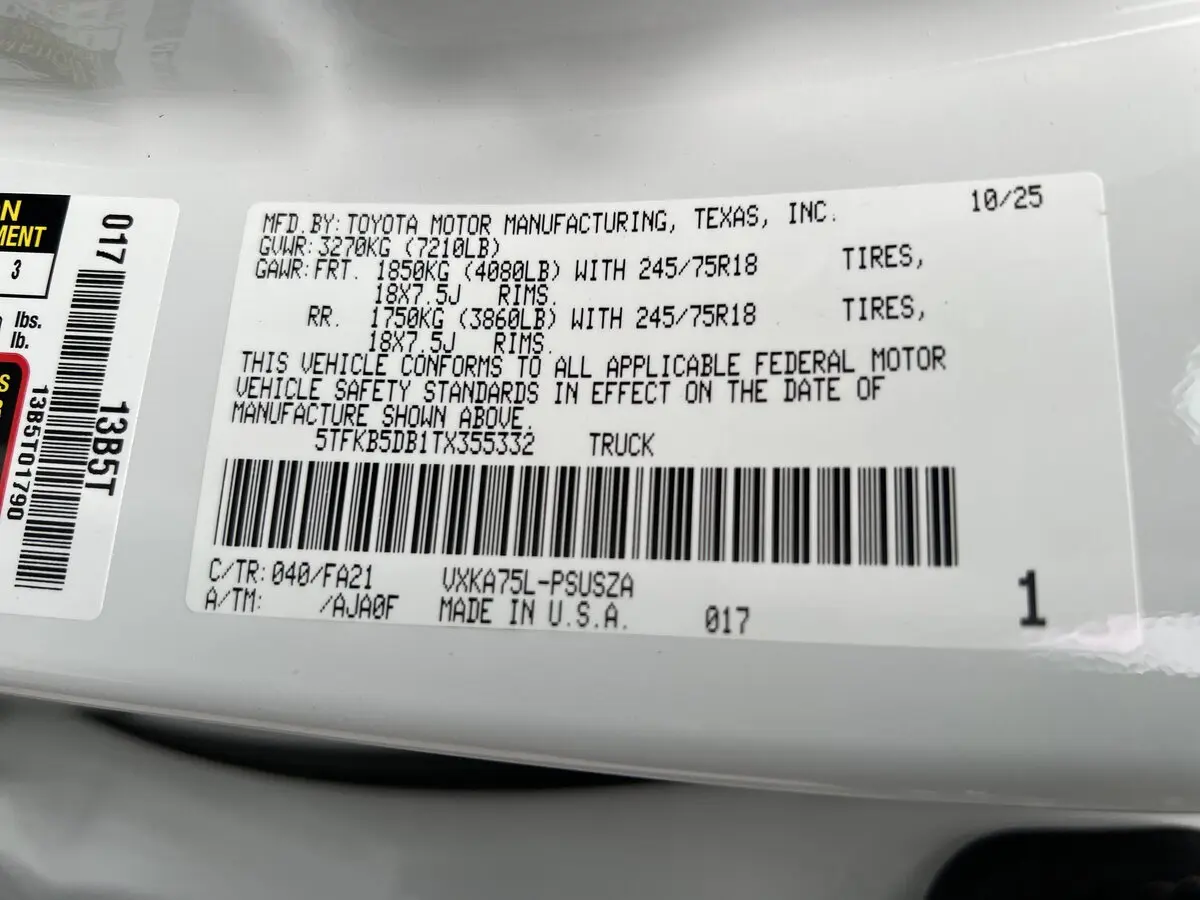 ON
MENT
3
lbs.
lb.
S
017
13B5T
13B5T01790
10/25
MFD.BY:TOYOTA MOTOR MANUFACTURING, TEXAS, INC.
GVWR:3270KG (7210LB)
GAWR:FRT. 1850KG (4080LB) WITH 245/75R18 TIRES,
18X7.5J RIMS.
RR. 1750KG (3860LB) WITH 245/75R18 TIRES,
18X7.5J RIMS.
THIS VEHICLE CONFORMS TO ALL APPLICABLE FEDERAL MOTOR
VEHICLE SAFETY STANDARDS IN EFFECT ON THE DATE OF
MANUFACTURE SHOWN ABOVE.
5TFKB5DB1TX355332 TRUCK
C/TR:040/FA21 VXKA75L-PSUSZA
A/TM: /AJA0F MADE IN U.S.A. 017
1